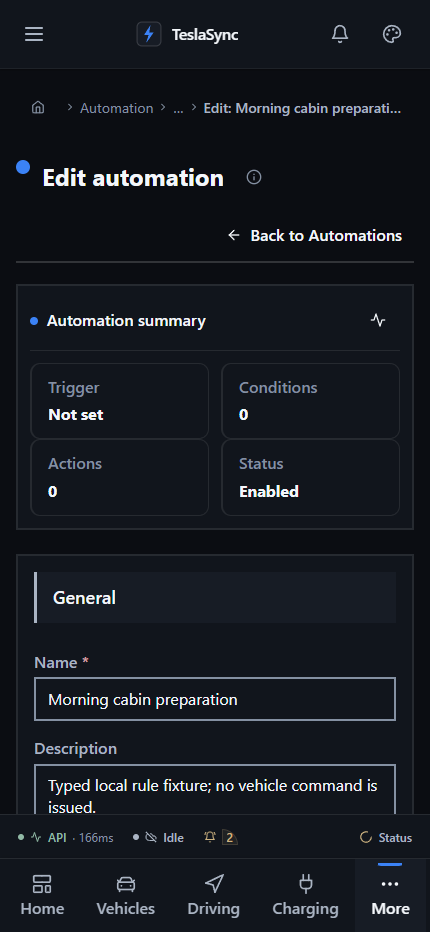 TeslaSync
Automation
...
Edit: Morning cabin preparati...
Edit automation
Back to Automations
Automation summary
Trigger
Not set
Conditions
0
Actions
0
Status
Enabled
General
Name *
Morning cabin preparation
Description
Typed local rule fixture; no vehicle command is
issued.
API · 166ms
Idle
2
Status
Home
Vehicles
Driving
Charging
More